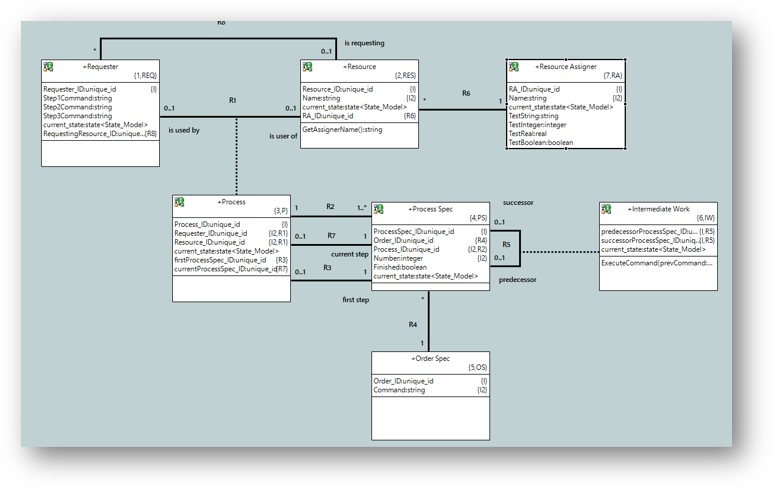 R8
is requesting
*
0..1
+Requester
{1,REQ}
Requester_ID:unique_id {I}
Step1Command:string
Step2Command:string
Step3Command:string
current_state:state<State_Model>
RequestingResource_ID:unique...{R8}
+Resource
{2,RES}
Resource_ID:unique_id {I}
Name:string {I2}
current_state:state<State_Model>
RA_ID:unique_id {R6}
GetAssignerName():string
+Resource Assigner
{7,RA}
RA_ID:unique_id {I}
Name:string {I2}
current_state:state<State_Model>
TestString:string
TestInteger:integer
TestReal:real
TestBoolean:boolean
0..1
R1
0..1
is used by
is user of
*
R6
1
+Process
{3,P}
Process_ID:unique_id {I}
Requester_ID:unique_id {I2,R1}
Resource_ID:unique_id {I2,R1}
current_state:state<State_Model>
firstProcessSpec_ID:unique_id {R3}
currentProcessSpec_ID:unique_id{R7}
1
R2
1..*
0..1
R7
1
current step
0..1
R3
1
first step
+Process Spec
{4,PS}
ProcessSpec_ID:unique_id {I}
Order_ID:unique_id {R4}
Process_ID:unique_id {I2,R2}
Number:integer {I2}
Finished:boolean
current_state:state<State_Model>
successor
0..1
R5
0..1
predecessor
+Intermediate Work
{6,IW}
predecessorProcessSpec_ID:u... {I,R5}
successorProcessSpec_ID:uniq...{I,R5}
current_state:state<State_Model>
ExecuteCommand(prevCommand:...
*
R4
1
+Order Spec
{5,OS}
Order_ID:unique_id {I}
Command:string {I2}